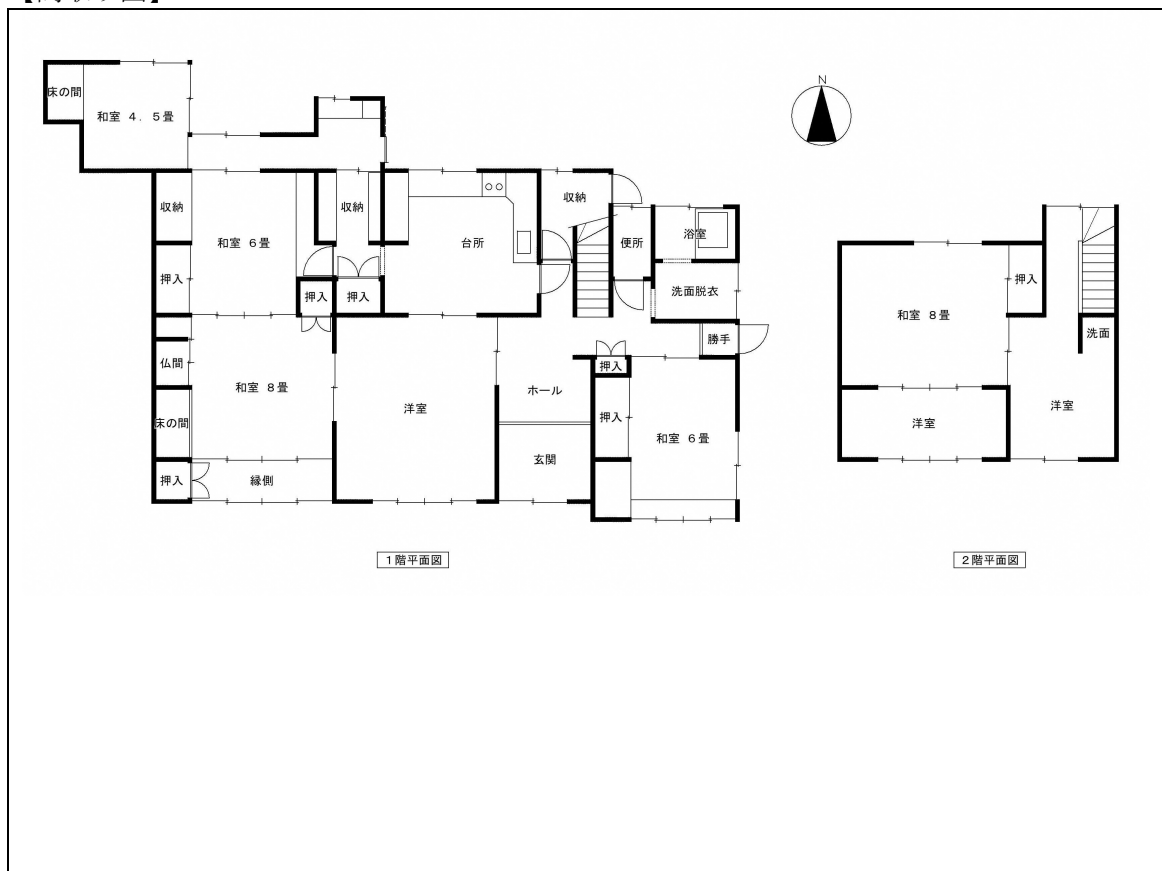 N
床の間
和室 4．5畳
収納
和室 6畳
収納
台所
収納
便所
浴室
押入
押入
押入
洗面脱衣
勝手
仏間
和室 8畳
床の間
洋室
ホール
押入
押入
和室 6畳
玄関
押入
縁側
1階平面図
和室 8畳
押入
洗面
洋室
洋室
2階平面図